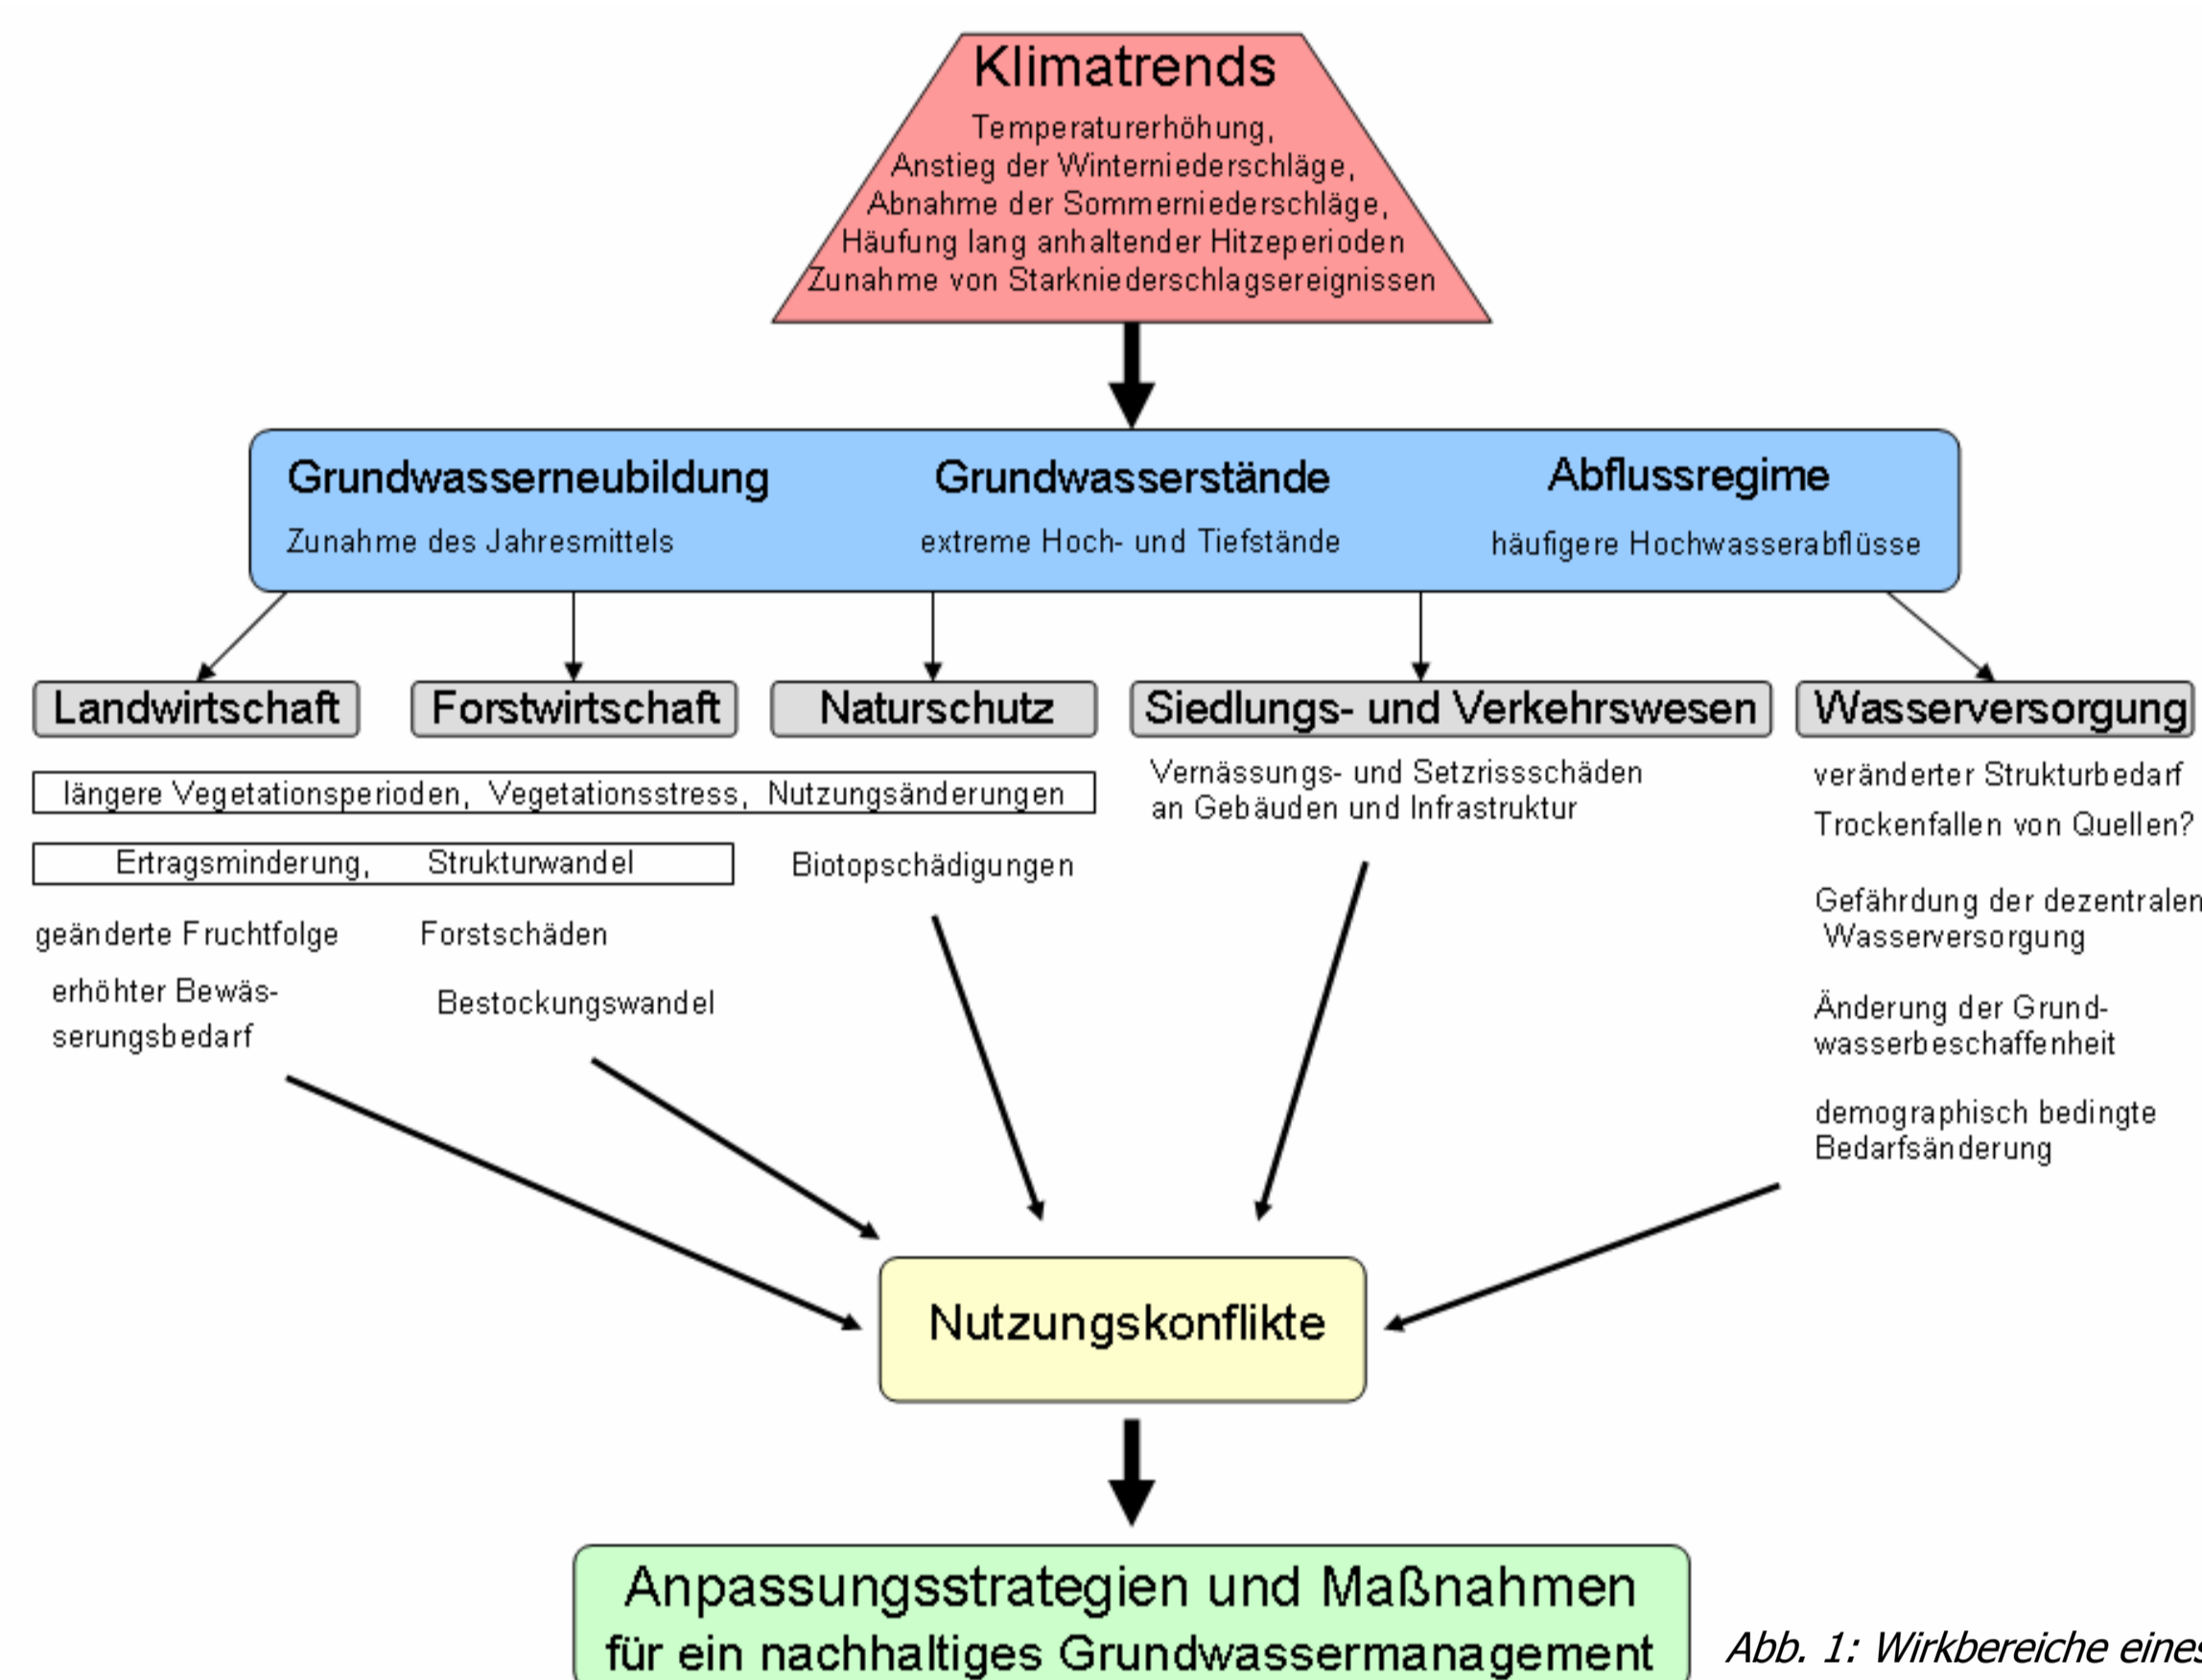 Klimatrends
Temperaturerhöhung,
Anstieg der Winterniederschläge,
Abnahme der Sommerniederschläge,
Häufung lang anhaltender Hitzeperioden
Zunahme von Starkniederschlagsereignissen
Grundwasserneubildung
Zunahme des Jahresmittels
Grundwasserstände
extreme Hoch- und Tiefstände
Abflussregime
häufigere Hochwasserabflüsse
Landwirtschaft
Forstwirtschaft
Naturschutz
Siedlungs- und Verkehrswesen
Wasserversorgung
längere Vegetationsperioden, Vegetationsstress, Nutzungsänderungen
Ertragsminderung, Strukturwandel
geänderte Fruchtfolge
erhöhter Bewäs-
serungsbedarf
Forstschäden
Bestockungswandel
Biotopschädigungen
Vernässungs- und Setzrissschäden
an Gebäuden und Infrastruktur
veränderter Strukturbedarf
Trockenfallen von Quellen?
Gefährdung der dezentralen
Wasserversorgung
Änderung der Grund-
wasserbeschaffenheit
demographisch bedingte
Bedarfsänderung
Nutzungskonflikte
Anpassungsstrategien und Maßnahmen
für ein nachhaltiges Grundwassermanagement
Abb. 1: Wirkbereiche eines